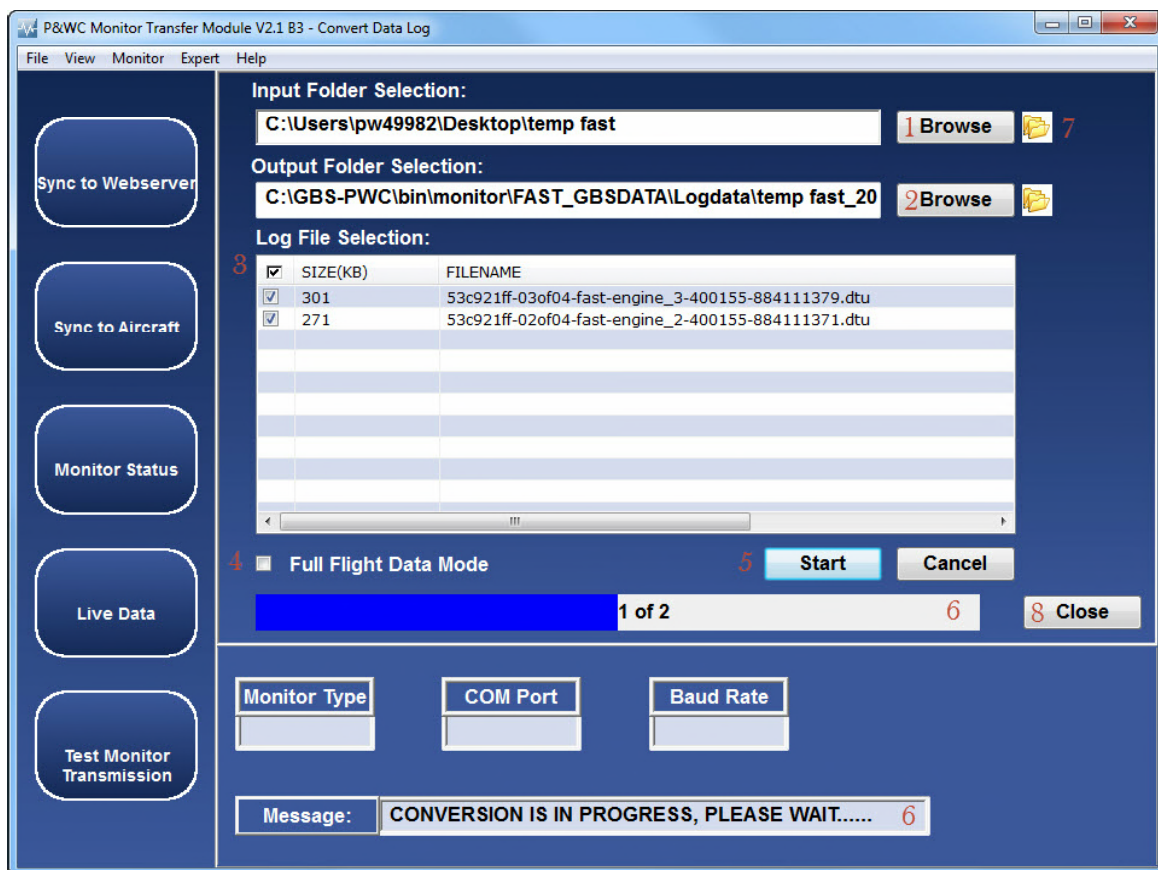 P&WC Monitor Transfer Module V2.1 B3 - Convert Data Log
File View Monitor Expert Help
Input Folder Selection:
C:\Users\pw49982\Desktop\temp fast
1 Browse 7
Output Folder Selection:
C:\GBS-PWC\bin\monitor\FAST_GBSDATA\Logdata\temp fast_20
2 Browse
Log File Selection:
3
SIZE(KB) FILENAME
301 53c921ff-03of04-fast-engine_3-400155-884111379.dtu
271 53c921ff-02of04-fast-engine_2-400155-884111371.dtu
4 Full Flight Data Mode
5 Start Cancel
1 of 2 6
8 Close
Sync to Webserver
Sync to Aircraft
Monitor Status
Live Data
Test Monitor
Transmission
Monitor Type COM Port Baud Rate
Message: CONVERSION IS IN PROGRESS, PLEASE WAIT...... 6